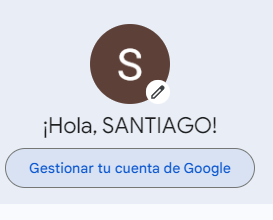 S
¡Hola, SANTIAGO!
Gestionar tu cuenta de Google